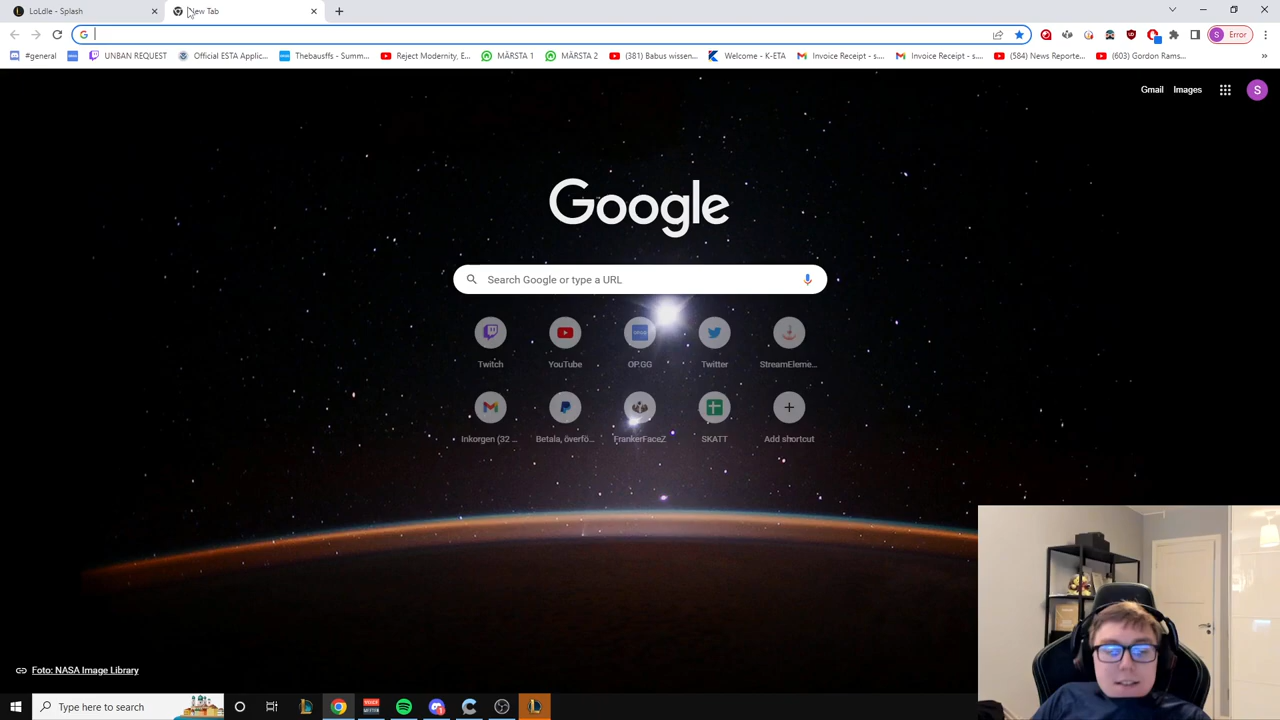 LoLdle - Splash
New Tab
Error
#general
UNBAN REQUEST
Official ESTA Applic...
Thebausffs - Summ...
Reject Modernity, E...
MÄRSTA 1
MÄRSTA 2
(381) Babus wissen...
Welcome - K-ETA
Invoice Receipt - s....
Invoice Receipt - s....
(584) News Reporte...
(603) Gordon Rams...
Gmail
Images
S
Google
Search Google or type a URL
Twitch
YouTube
OP.GG
Twitter
StreamEleme...
Inkorgen (32 ...
Betala, överfö...
FrankerFaceZ
SKATT
Add shortcut
Foto: NASA Image Library
Type here to search